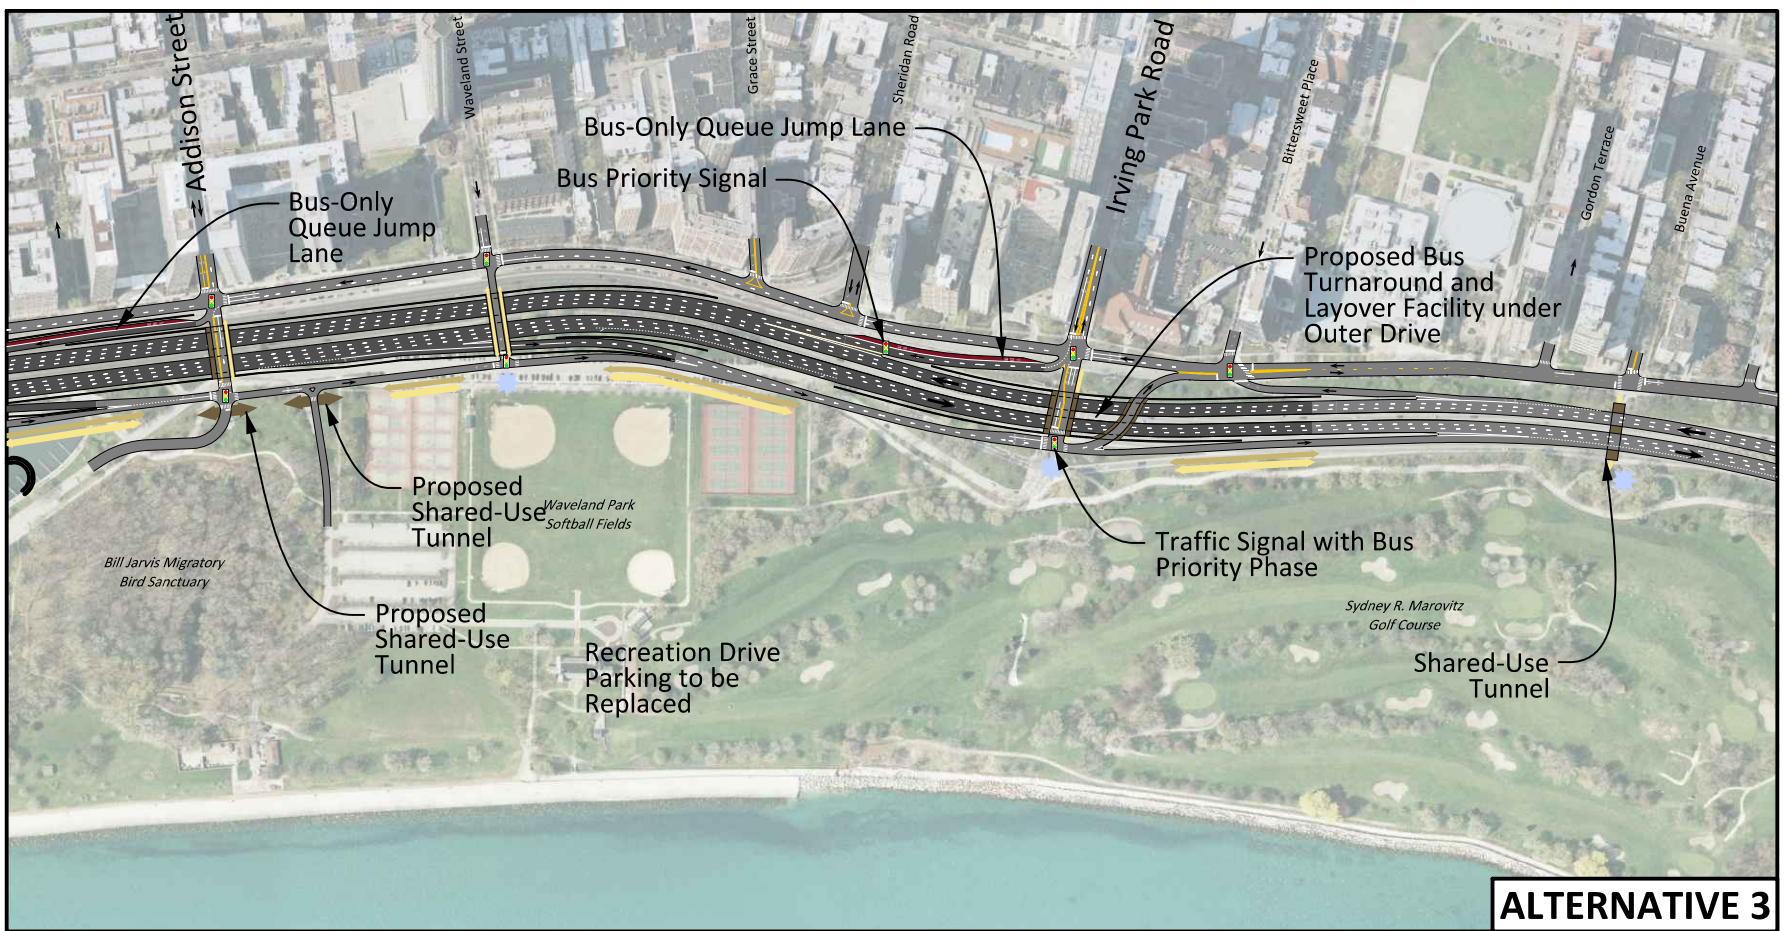 Addison Street
Waveland Street
Grace Street
Sheridan Road
Irving Park Road
Bittersweet Place
Gordon Terrace
Buena Avenue
Bus-Only Queue Jump Lane
Bus Priority Signal
Bus-Only
Queue Jump
Lane
Proposed Bus
Turnaround and
Layover Facility under
Outer Drive
Proposed
Shared-Use
Tunnel
Waveland Park
Softball Fields
Traffic Signal with Bus
Priority Phase
Bill Jarvis Migratory
Bird Sanctuary
Proposed
Shared-Use
Tunnel
Sydney R. Marovitz
Golf Course
Recreation Drive
Parking to be
Replaced
Shared-Use
Tunnel
ALTERNATIVE 3